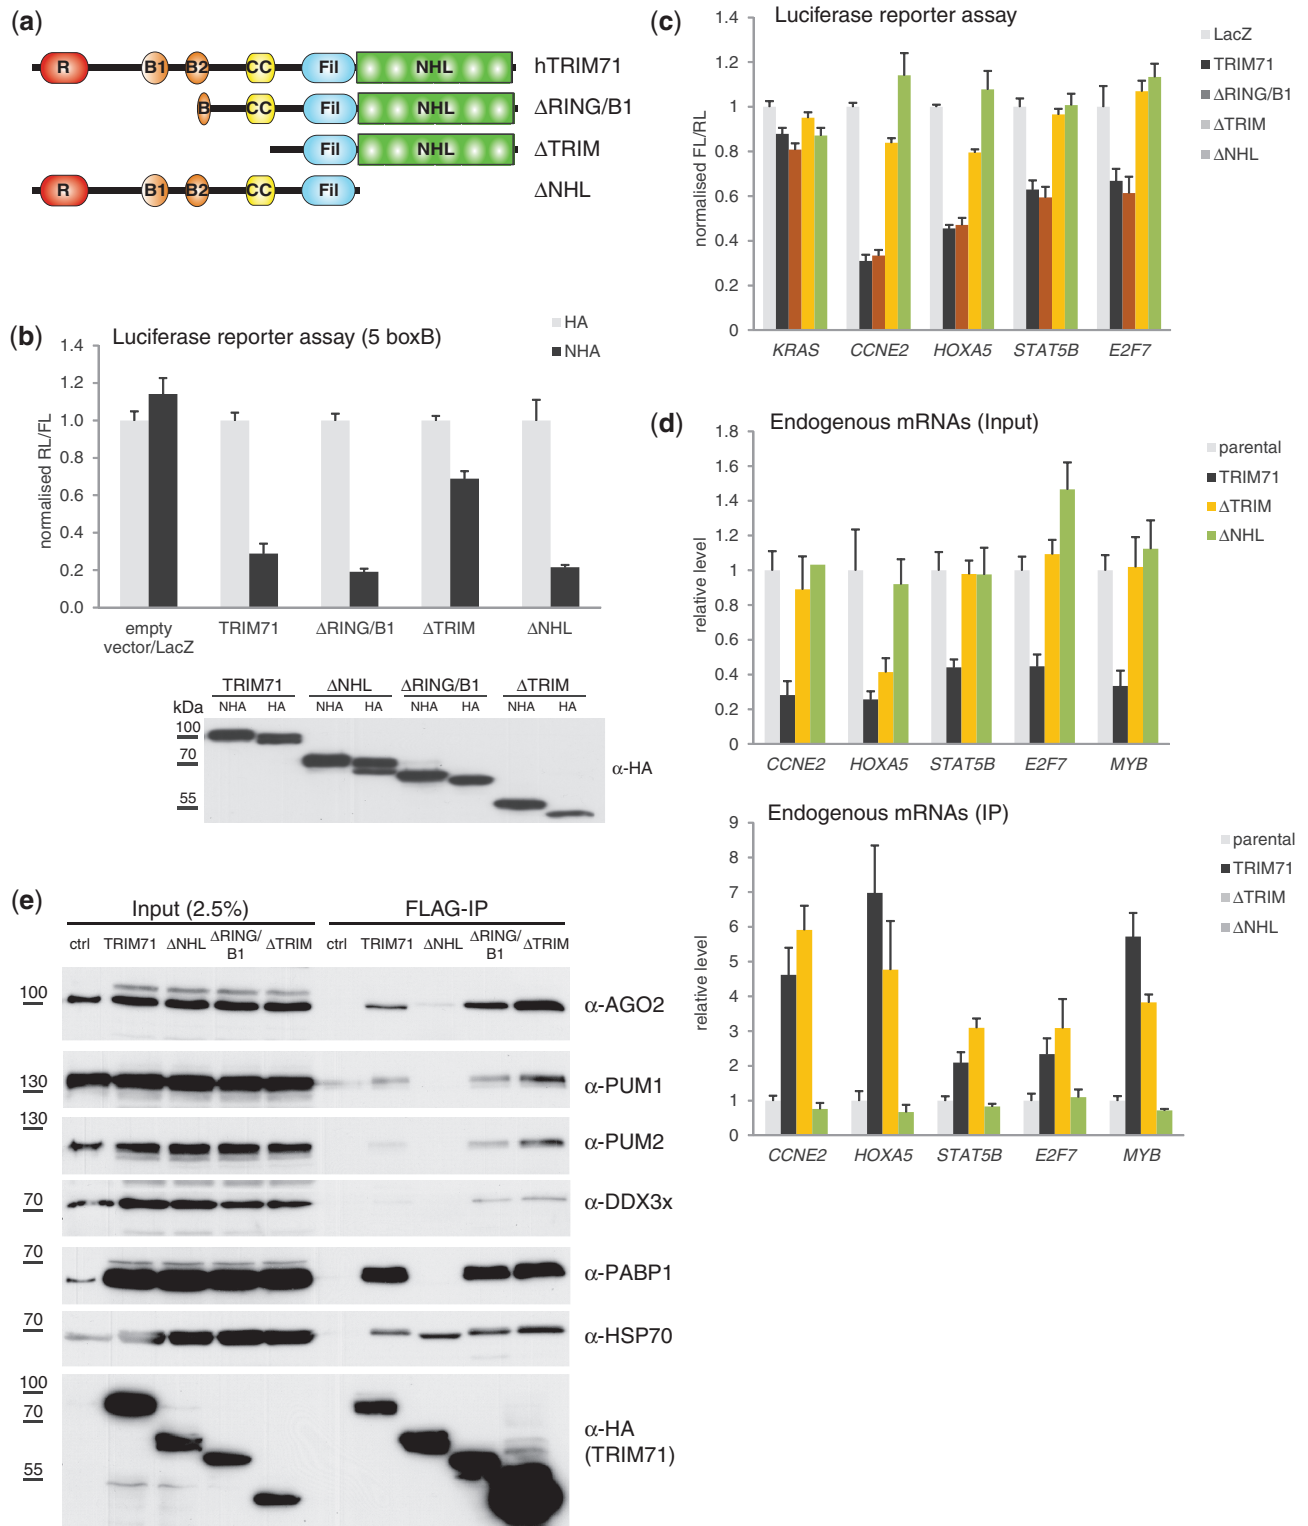 (a)
R B1 B2 CC Fil NHL hTRIM71
B CC Fil NHL ΔRING/B1
Fil NHL ΔTRIM
R B1 B2 CC Fil ΔNHL
(b)
Luciferase reporter assay (5 boxB)
HA
NHA
normalised RL/FL
1.4
1.2
1.0
0.8
0.6
0.4
0.2
0.0
empty vector/LacZ
TRIM71
ΔRING/B1
ΔTRIM
ΔNHL
TRIM71 ΔNHL ΔRING/B1 ΔTRIM
kDa NHA HA NHA HA NHA HA NHA HA
100
70
55
α-HA
(c)
Luciferase reporter assay
LacZ
TRIM71
ΔRING/B1
ΔTRIM
ΔNHL
normalised FL/RL
1.4
1.2
1
0.8
0.6
0.4
0.2
0
KRAS CCNE2 HOXA5 STAT5B E2F7
(d)
Endogenous mRNAs (Input)
parental
TRIM71
ΔTRIM
ΔNHL
relative level
1.8
1.6
1.4
1.2
1
0.8
0.6
0.4
0.2
0
CCNE2 HOXA5 STAT5B E2F7 MYB
Endogenous mRNAs (IP)
parental
TRIM71
ΔTRIM
ΔNHL
relative level
9
8
7
6
5
4
3
2
1
0
CCNE2 HOXA5 STAT5B E2F7 MYB
(e)
Input (2.5%) FLAG-IP
ctrl TRIM71 ΔNHL ΔRING/B1 ΔTRIM ctrl TRIM71 ΔNHL ΔRING/B1 ΔTRIM
100
α-AGO2
130
α-PUM1
130
α-PUM2
70
α-DDX3x
70
α-PABP1
70
α-HSP70
100
70
55
α-HA
(TRIM71)